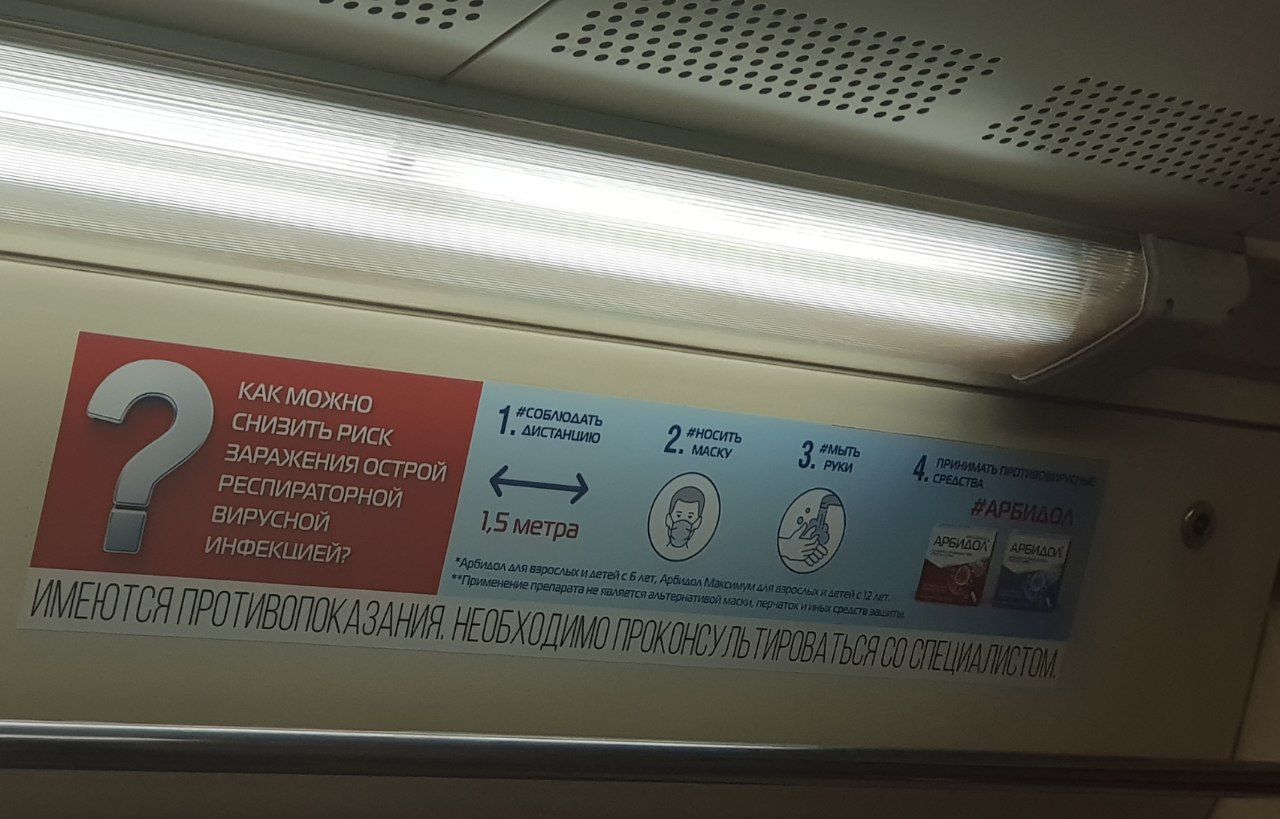 КАК МОЖНО
СНИЗИТЬ РИСК
ЗАРАЖЕНИЯ ОСТРОЙ
РЕСПИРАТОРНОЙ
ВИРУСНОЙ
ИНФЕКЦИЕЙ?
1. #СОБЛЮДАТЬ
ДИСТАНЦИЮ
1,5 метра
2. #НОСИТЬ
МАСКУ
3. #МЫТЬ
РУКИ
4. ПРИНИМАТЬ ПРОТИВОВИРУСНЫЕ
СРЕДСТВА
#АРБИДОЛ
АРБИДОЛ
АРБИДОЛ
*Арбидол для взрослых и детей с 6 лет, Арбидол Максимум для взрослых и детей с 12 лет.
**Применение препарата не является альтернативой маски, перчаток и иных средств защиты.
ИМЕЮТСЯ ПРОТИВОПОКАЗАНИЯ. НЕОБХОДИМО ПРОКОНСУЛЬТИРОВАТЬСЯ СО СПЕЦИАЛИСТОМ.